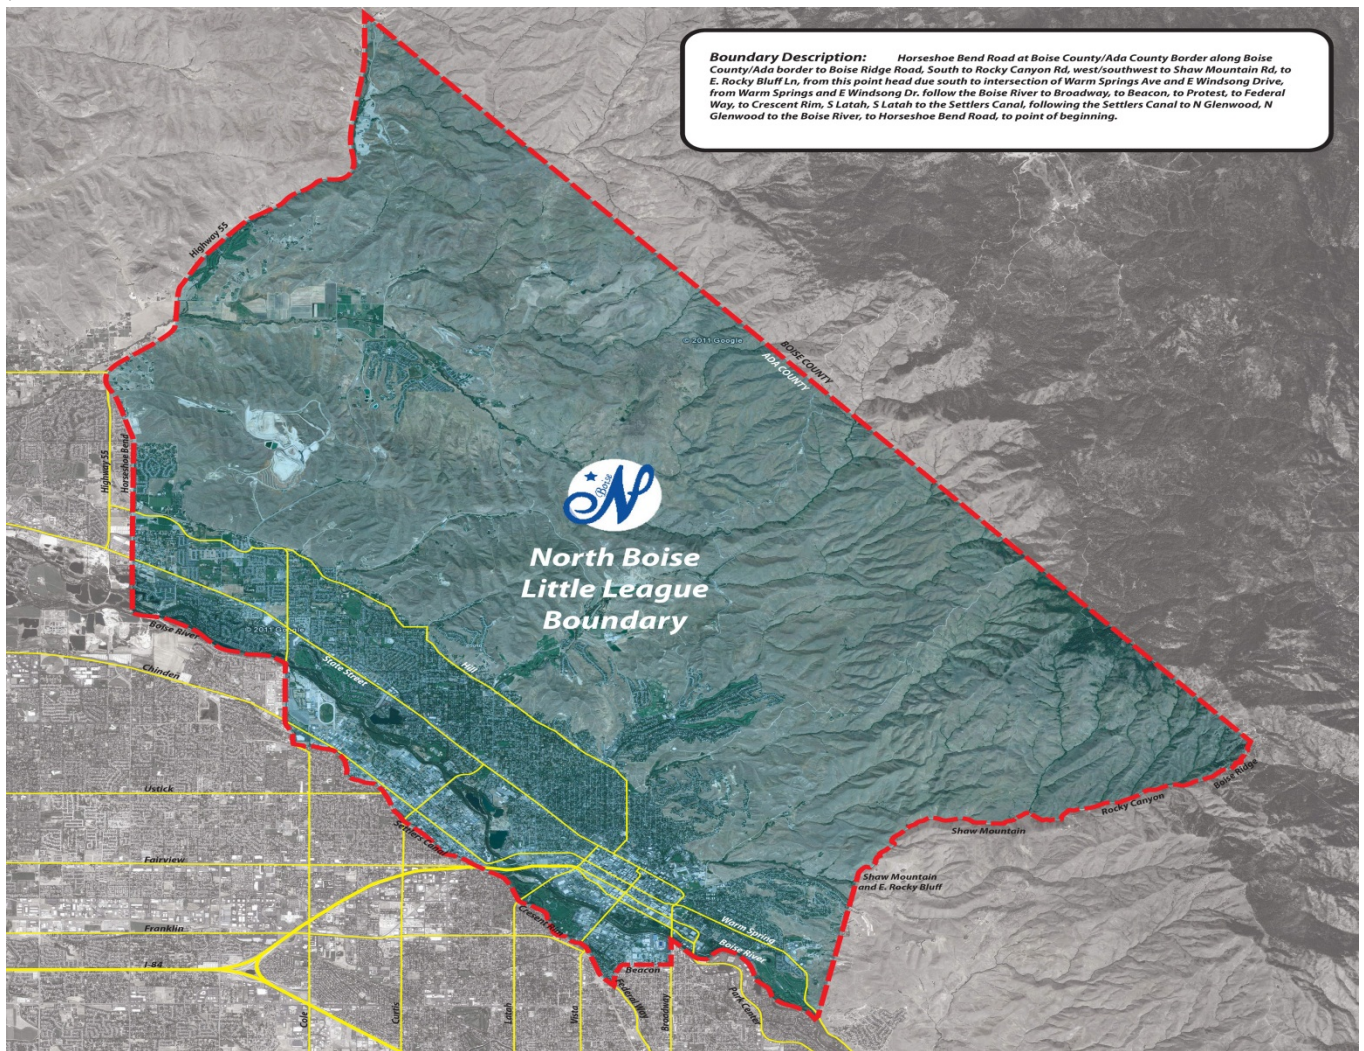 Boundary Description: Horseshoe Bend Road at Boise County/Ada County Border along Boise
County/Ada border to Boise Ridge Road, South to Rocky Canyon Rd, west/southwest to Shaw Mountain Rd, to
E. Rocky Bluff Ln, from this point head due south to intersection of Warm Springs Ave and E Windsong Drive,
from Warm Springs and E Windsong Dr. follow the Boise River to Broadway, to Beacon, to Protest, to Federal
Way, to Crescent Rim, S Latah, S Latah to the Settlers Canal, following the Settlers Canal to N Glenwood, N
Glenwood to the Boise River, to Horseshoe Bend Road, to point of beginning.
Highway 55
© 2011 Google
BOISE COUNTY
ADA COUNTY
Highway 55
Horseshoe Bend
Boise
N
North Boise
Little League
Boundary
Boise River
© 2011 Google
Chinden
State Street
Hill
Boise Ridge
Rocky Canyon
Shaw Mountain
Ustick
Settlers Canal
Fairview
Shaw Mountain
and E. Rocky Bluff
Franklin
Cresent Rim
Warm Spring
Boise River
I-84
Beacon
Federal Way
Park Center
Cole
Curtis
Latah
Vista
Broadway